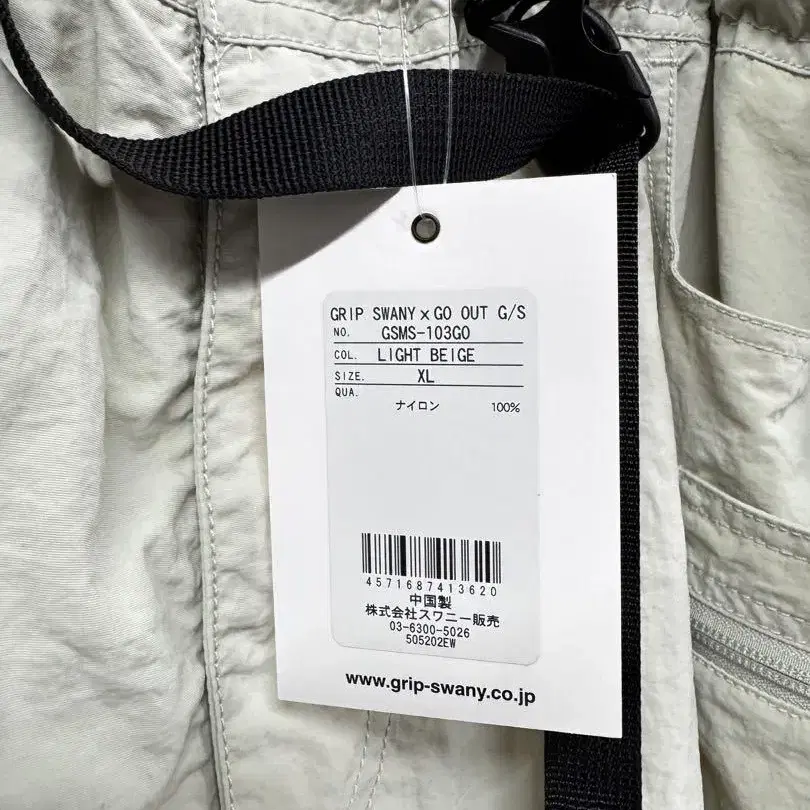 GRIP SWANY×GO OUT G/S
NO. GSMS-103GO
COL. LIGHT BEIGE
SIZE. XL
QUA.
ナイロン 100%
4571687413620
中国製
株式会社スワニー販売
03-6300-5026
505202EW
www.grip-swany.co.jp